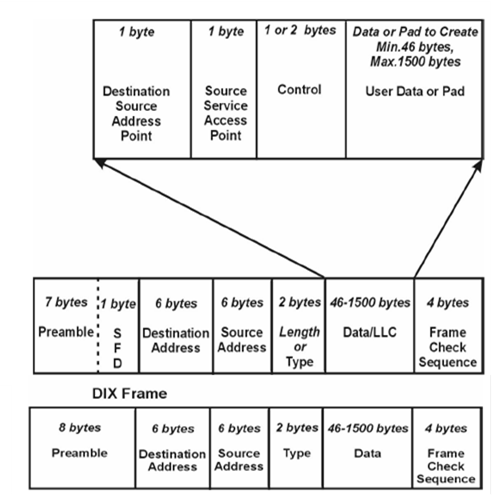 1 byte 1 byte 1 or 2 bytes Data or Pad to Create
Min.46 bytes,
Max.1500 bytes
Destination Source Control User Data or Pad
Source Service
Address Access
Point Point
7 bytes 1 byte 6 bytes 6 bytes 2 bytes 46-1500 bytes 4 bytes
Preamble S Destination Source Length Data/LLC Frame
F Address Address or Check
D Type Sequence
DIX Frame
8 bytes 6 bytes 6 bytes 2 bytes 46-1500 bytes 4 bytes
Preamble Destination Source Type Data Frame
Address Address Check
Sequence